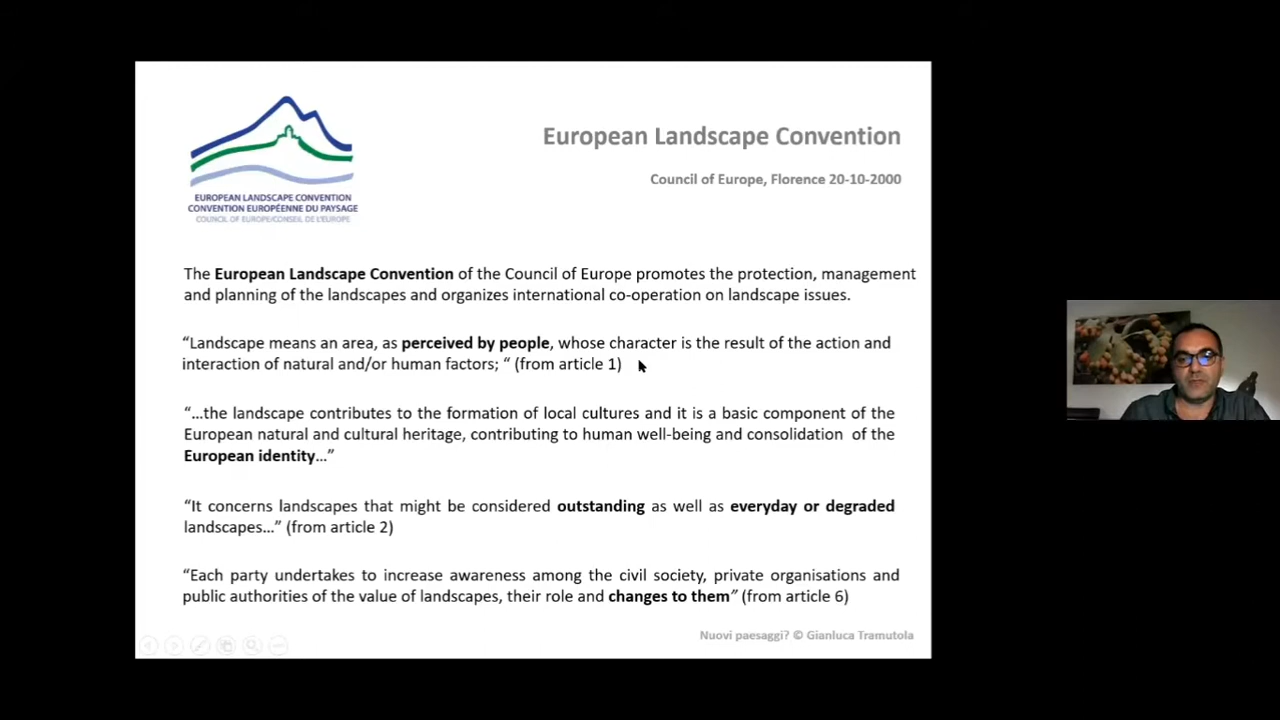 European Landscape Convention
Council of Europe, Florence 20-10-2000
EUROPEAN LANDSCAPE CONVENTION
CONVENTION EUROPÉENNE DU PAYSAGE
COUNCIL OF EUROPE/CONSEIL DE L'EUROPE
The European Landscape Convention of the Council of Europe promotes the protection, management
and planning of the landscapes and organizes international co-operation on landscape issues.
“Landscape means an area, as perceived by people, whose character is the result of the action and
interaction of natural and/or human factors; “ (from article 1)
“…the landscape contributes to the formation of local cultures and it is a basic component of the
European natural and cultural heritage, contributing to human well-being and consolidation of the
European identity…”
“It concerns landscapes that might be considered outstanding as well as everyday or degraded
landscapes…” (from article 2)
“Each party undertakes to increase awareness among the civil society, private organisations and
public authorities of the value of landscapes, their role and changes to them” (from article 6)
Nuovi paesaggi? © Gianluca Tramutola